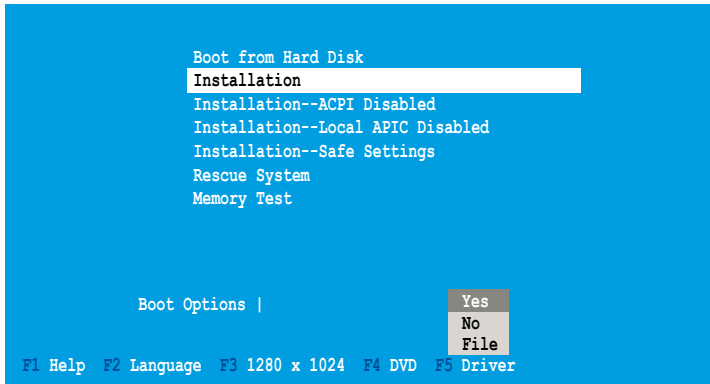 Boot from Hard Disk
Installation
Installation--ACPI Disabled
Installation--Local APIC Disabled
Installation--Safe Settings
Rescue System
Memory Test
Boot Options |
Yes
No
File
F1 Help F2 Language F3 1280 x 1024 F4 DVD F5 Driver